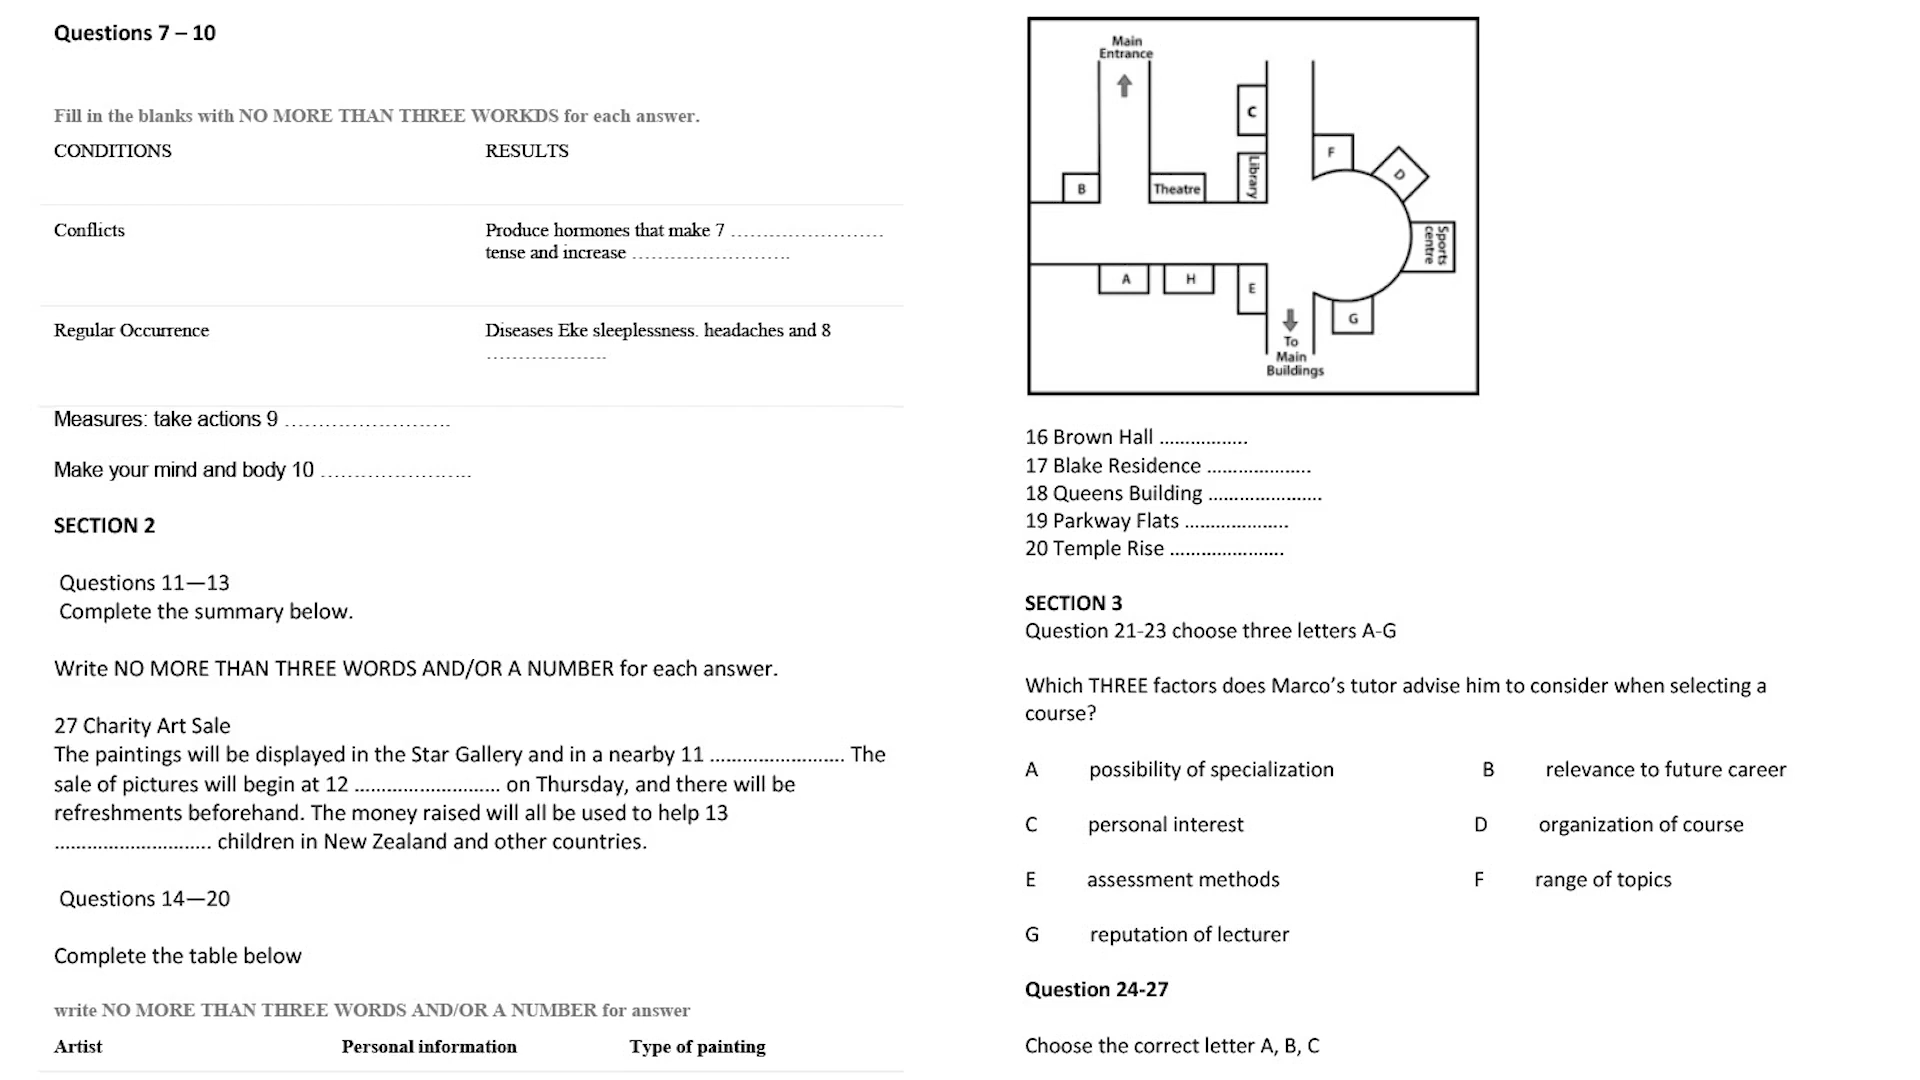 Questions 7 – 10
Fill in the blanks with NO MORE THAN THREE WORKDS for each answer.
CONDITIONS RESULTS
Conflicts Produce hormones that make 7 ........................
tense and increase .........................
Regular Occurrence Diseases Eke sleeplessness. headaches and 8
...................
Measures: take actions 9 .........................
Make your mind and body 10 .......................
SECTION 2
Questions 11—13
Complete the summary below.
Write NO MORE THAN THREE WORDS AND/OR A NUMBER for each answer.
27 Charity Art Sale
The paintings will be displayed in the Star Gallery and in a nearby 11 ......................... The
sale of pictures will begin at 12 ........................... on Thursday, and there will be
refreshments beforehand. The money raised will all be used to help 13
............................. children in New Zealand and other countries.
Questions 14—20
Complete the table below
write NO MORE THAN THREE WORDS AND/OR A NUMBER for answer
Artist Personal information Type of painting
Main
Entrance
C
Library
F
D
B
Theatre
Sports
centre
A
H
E
G
To
Main
Buildings
16 Brown Hall .................
17 Blake Residence ....................
18 Queens Building ......................
19 Parkway Flats ....................
20 Temple Rise ......................
SECTION 3
Question 21-23 choose three letters A-G
Which THREE factors does Marco’s tutor advise him to consider when selecting a
course?
A possibility of specialization B relevance to future career
C personal interest D organization of course
E assessment methods F range of topics
G reputation of lecturer
Question 24-27
Choose the correct letter A, B, C